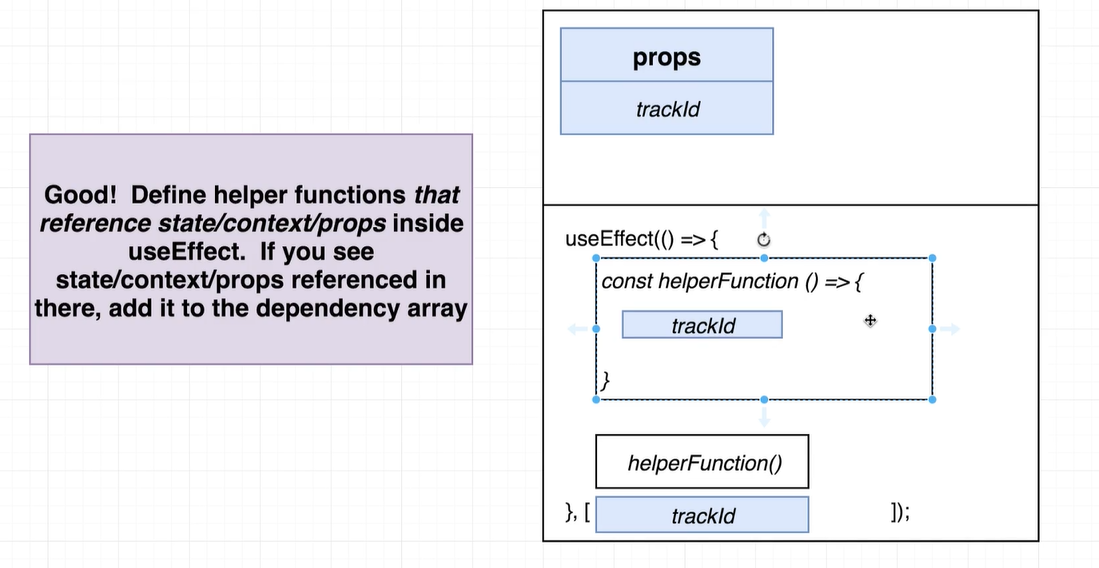 Good! Define helper functions that
reference state/context/props inside
useEffect. If you see
state/context/props referenced in
there, add it to the dependency array
props
trackId
useEffect(() => {
const helperFunction () => {
trackId
}
helperFunction()
}, [ trackId ]);